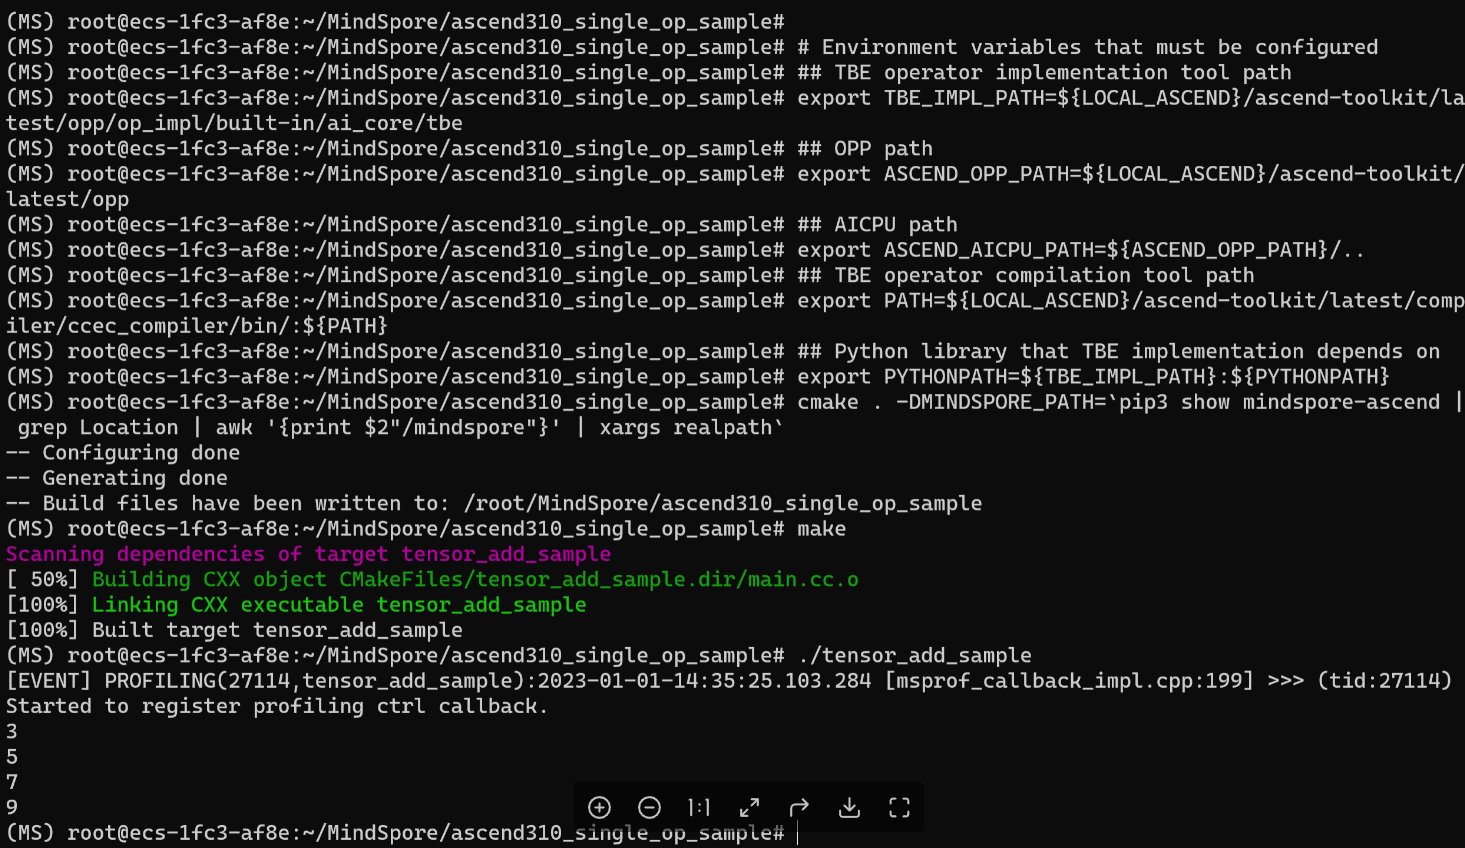 (MS) root@ecs-1fc3-af8e:~/MindSpore/ascend310_single_op_sample#
(MS) root@ecs-1fc3-af8e:~/MindSpore/ascend310_single_op_sample# # Environment variables that must be configured
(MS) root@ecs-1fc3-af8e:~/MindSpore/ascend310_single_op_sample# ## TBE operator implementation tool path
(MS) root@ecs-1fc3-af8e:~/MindSpore/ascend310_single_op_sample# export TBE_IMPL_PATH=${LOCAL_ASCEND}/ascend-toolkit/la
test/opp/op_impl/built-in/ai_core/tbe
(MS) root@ecs-1fc3-af8e:~/MindSpore/ascend310_single_op_sample# ## OPP path
(MS) root@ecs-1fc3-af8e:~/MindSpore/ascend310_single_op_sample# export ASCEND_OPP_PATH=${LOCAL_ASCEND}/ascend-toolkit/
latest/opp
(MS) root@ecs-1fc3-af8e:~/MindSpore/ascend310_single_op_sample# ## AICPU path
(MS) root@ecs-1fc3-af8e:~/MindSpore/ascend310_single_op_sample# export ASCEND_AICPU_PATH=${ASCEND_OPP_PATH}/..
(MS) root@ecs-1fc3-af8e:~/MindSpore/ascend310_single_op_sample# ## TBE operator compilation tool path
(MS) root@ecs-1fc3-af8e:~/MindSpore/ascend310_single_op_sample# export PATH=${LOCAL_ASCEND}/ascend-toolkit/latest/comp
iler/ccec_compiler/bin/:${PATH}
(MS) root@ecs-1fc3-af8e:~/MindSpore/ascend310_single_op_sample# ## Python library that TBE implementation depends on
(MS) root@ecs-1fc3-af8e:~/MindSpore/ascend310_single_op_sample# export PYTHONPATH=${TBE_IMPL_PATH}:${PYTHONPATH}
(MS) root@ecs-1fc3-af8e:~/MindSpore/ascend310_single_op_sample# cmake . -DMINDSPORE_PATH=`pip3 show mindspore-ascend |
 grep Location | awk '{print $2"/mindspore"}' | xargs realpath`
-- Configuring done
-- Generating done
-- Build files have been written to: /root/MindSpore/ascend310_single_op_sample
(MS) root@ecs-1fc3-af8e:~/MindSpore/ascend310_single_op_sample# make
Scanning dependencies of target tensor_add_sample
[ 50%] Building CXX object CMakeFiles/tensor_add_sample.dir/main.cc.o
[100%] Linking CXX executable tensor_add_sample
[100%] Built target tensor_add_sample
(MS) root@ecs-1fc3-af8e:~/MindSpore/ascend310_single_op_sample# ./tensor_add_sample
[EVENT] PROFILING(27114,tensor_add_sample):2023-01-01-14:35:25.103.284 [msprof_callback_impl.cpp:199] >>> (tid:27114)
Started to register profiling ctrl callback.
3
5
7
9
1:1
(MS) root@ecs-1fc3-af8e:~/MindSpore/ascend310_single_op_sample#